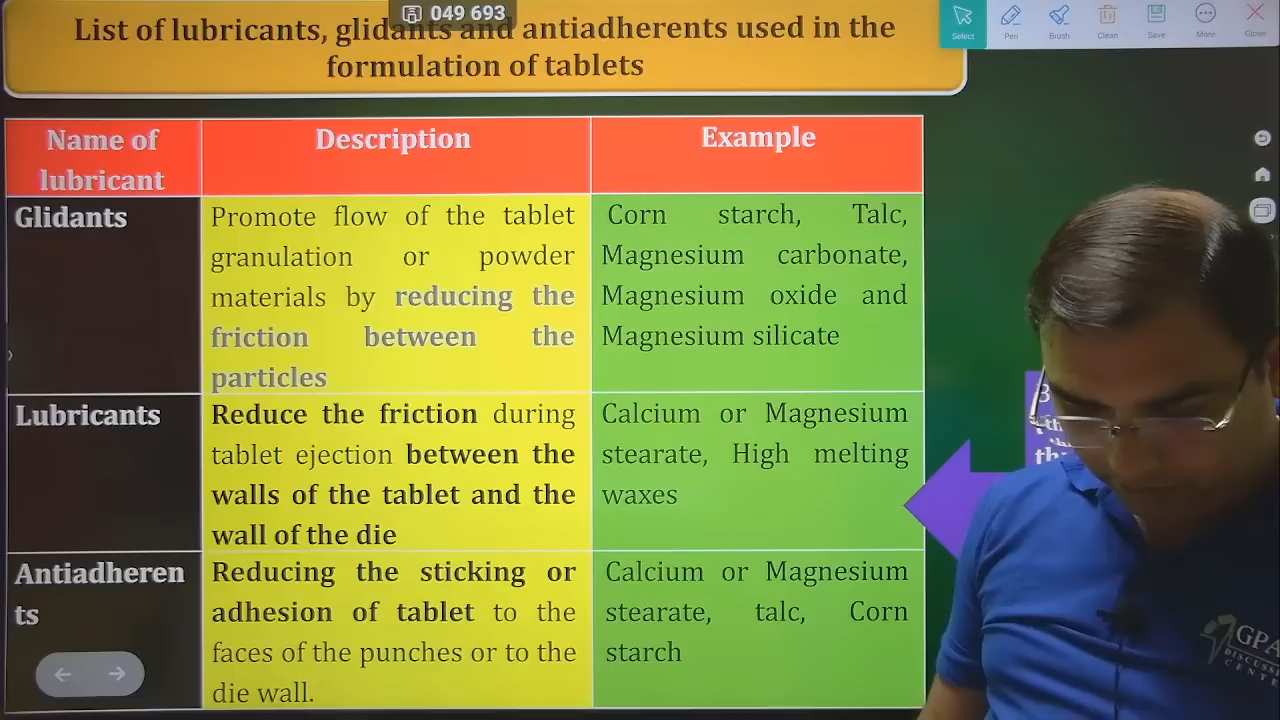 049 693
List of lubricants, glidants and antiadherents used in the
formulation of tablets
Select Pen Brush Clean Save More Close
Name of
lubricant
Description
Example
Glidants
Promote flow of the tablet
granulation or powder
materials by reducing the
friction between the
particles
Corn starch, Talc,
Magnesium carbonate,
Magnesium oxide and
Magnesium silicate
Lubricants
Reduce the friction during
tablet ejection between the
walls of the tablet and the
wall of the die
Calcium or Magnesium
stearate, High melting
waxes
Antiadheren
ts
Reducing the sticking or
adhesion of tablet to the
faces of the punches or to the
die wall.
Calcium or Magnesium
stearate, talc, Corn
starch
3